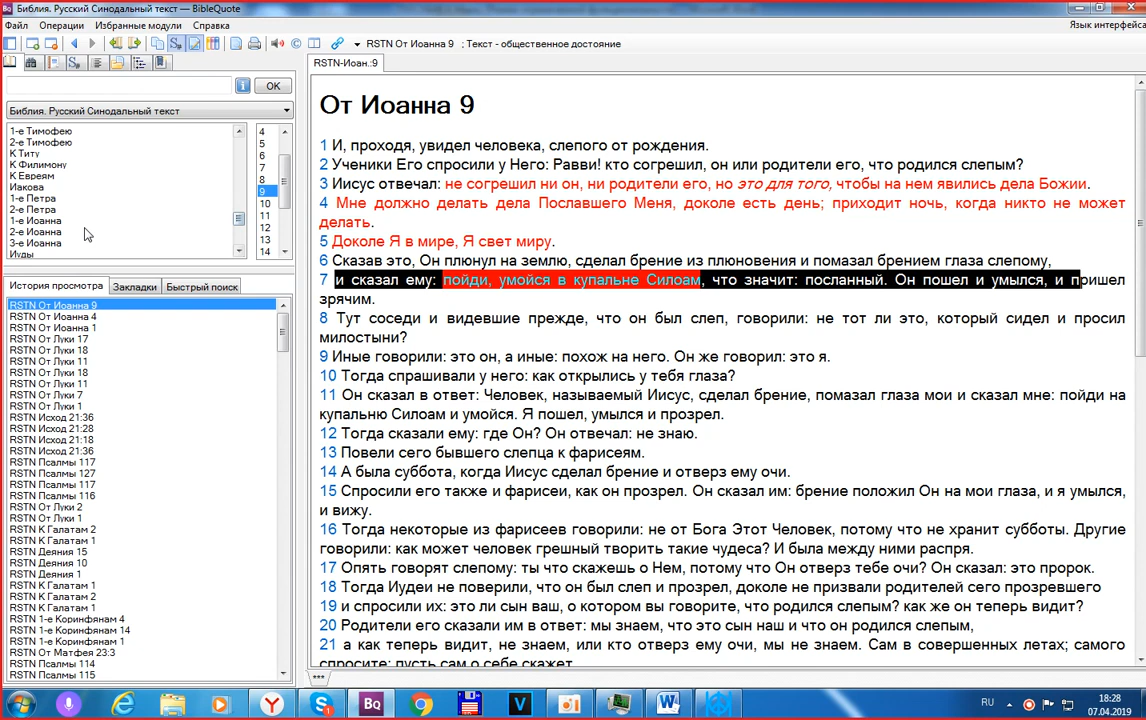 Библия. Русский Синодальный текст — BibleQuote
Файл Операции Избранные модули Справка
Язык интерфейса
RSTN От Иоанна 9 ; Текст - общественное достояние
OK
Библия. Русский Синодальный текст
1-е Тимофею
2-е Тимофею
К Титу
К Филимону
К Евреям
Иакова
1-е Петра
2-е Петра
1-е Иоанна
2-е Иоанна
3-е Иоанна
Иуды
4
5
6
7
8
9
10
11
12
13
14
История просмотра Закладки Быстрый поиск
RSTN От Иоанна 9
RSTN От Иоанна 4
RSTN От Иоанна 1
RSTN От Луки 17
RSTN От Луки 18
RSTN От Луки 11
RSTN От Луки 18
RSTN От Луки 11
RSTN От Луки 7
RSTN От Луки 1
RSTN Исход 21:36
RSTN Исход 21:28
RSTN Исход 21:18
RSTN Исход 21:36
RSTN Псалмы 117
RSTN Псалмы 127
RSTN Псалмы 117
RSTN Псалмы 116
RSTN От Луки 2
RSTN От Луки 1
RSTN К Галатам 2
RSTN К Галатам 1
RSTN Деяния 15
RSTN Деяния 10
RSTN Деяния 1
RSTN К Галатам 1
RSTN К Галатам 2
RSTN К Галатам 1
RSTN 1-е Коринфянам 4
RSTN 1-е Коринфянам 14
RSTN 1-е Коринфянам 1
RSTN От Матфея 23:3
RSTN Псалмы 114
RSTN Псалмы 115
RSTN-Иоан.:9
От Иоанна 9
1 И, проходя, увидел человека, слепого от рождения.
2 Ученики Его спросили у Него: Равви! кто согрешил, он или родители его, что родился слепым?
3 Иисус отвечал: не согрешил ни он, ни родители его, но это для того, чтобы на нем явились дела Божии.
4 Мне должно делать дела Пославшего Меня, доколе есть день; приходит ночь, когда никто не может
делать.
5 Доколе Я в мире, Я свет миру.
6 Сказав это, Он плюнул на землю, сделал брение из плюновения и помазал брением глаза слепому,
7 и сказал ему: пойди, умойся в купальне Силоам, что значит: посланный. Он пошел и умылся, и пришел
зрячим.
8 Тут соседи и видевшие прежде, что он был слеп, говорили: не тот ли это, который сидел и просил
милостыни?
9 Иные говорили: это он, а иные: похож на него. Он же говорил: это я.
10 Тогда спрашивали у него: как открылись у тебя глаза?
11 Он сказал в ответ: Человек, называемый Иисус, сделал брение, помазал глаза мои и сказал мне: пойди на
купальню Силоам и умойся. Я пошел, умылся и прозрел.
12 Тогда сказали ему: где Он? Он отвечал: не знаю.
13 Повели сего бывшего слепца к фарисеям.
14 А была суббота, когда Иисус сделал брение и отверз ему очи.
15 Спросили его также и фарисеи, как он прозрел. Он сказал им: брение положил Он на мои глаза, и я умылся,
и вижу.
16 Тогда некоторые из фарисеев говорили: не от Бога Этот Человек, потому что не хранит субботы. Другие
говорили: как может человек грешный творить такие чудеса? И была между ними распря.
17 Опять говорят слепому: ты что скажешь о Нем, потому что Он отверз тебе очи? Он сказал: это пророк.
18 Тогда Иудеи не поверили, что он был слеп и прозрел, доколе не призвали родителей сего прозревшего
19 и спросили их: это ли сын ваш, о котором вы говорите, что родился слепым? как же он теперь видит?
20 Родители его сказали им в ответ: мы знаем, что это сын наш и что он родился слепым,
21 а как теперь видит, не знаем, или кто отверз ему очи, мы не знаем. Сам в совершенных летах; самого
спросите; пусть сам о себе скажет
***
RU
18:28
07.04.2019